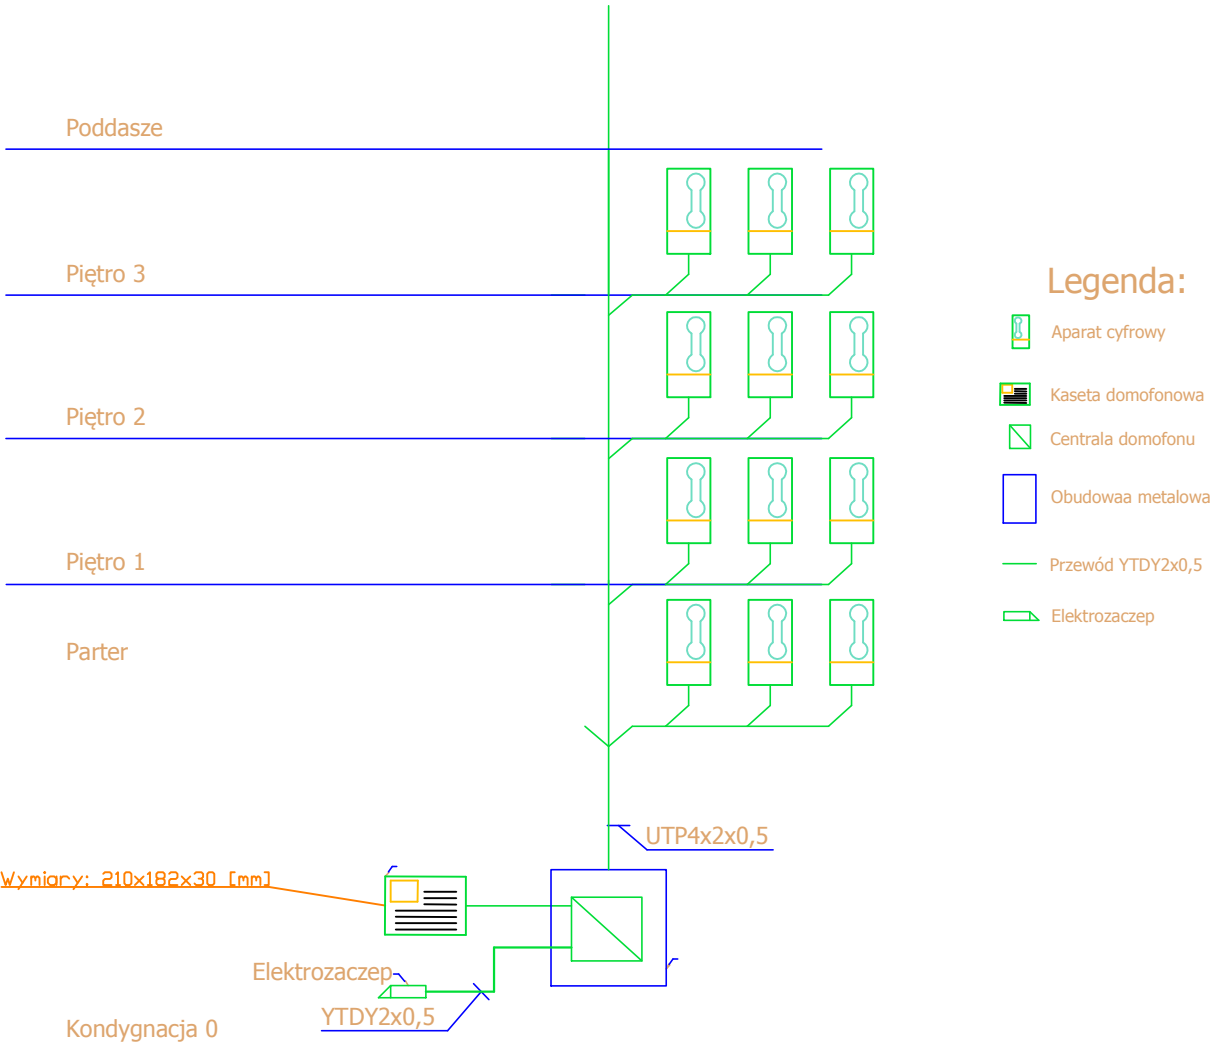 Poddasze
Piętro 3
Legenda:
Aparat cyfrowy
Kaseta domofonowa
Piętro 2
Centrala domofonu
Obudowaa metalowa
Piętro 1
Przewód YTDY2x0,5
Elektrozaczep
Parter
UTP4x2x0,5
Wymiary: 210x182x30 [mm]
Elektrozaczep
YTDY2x0,5
Kondygnacja 0